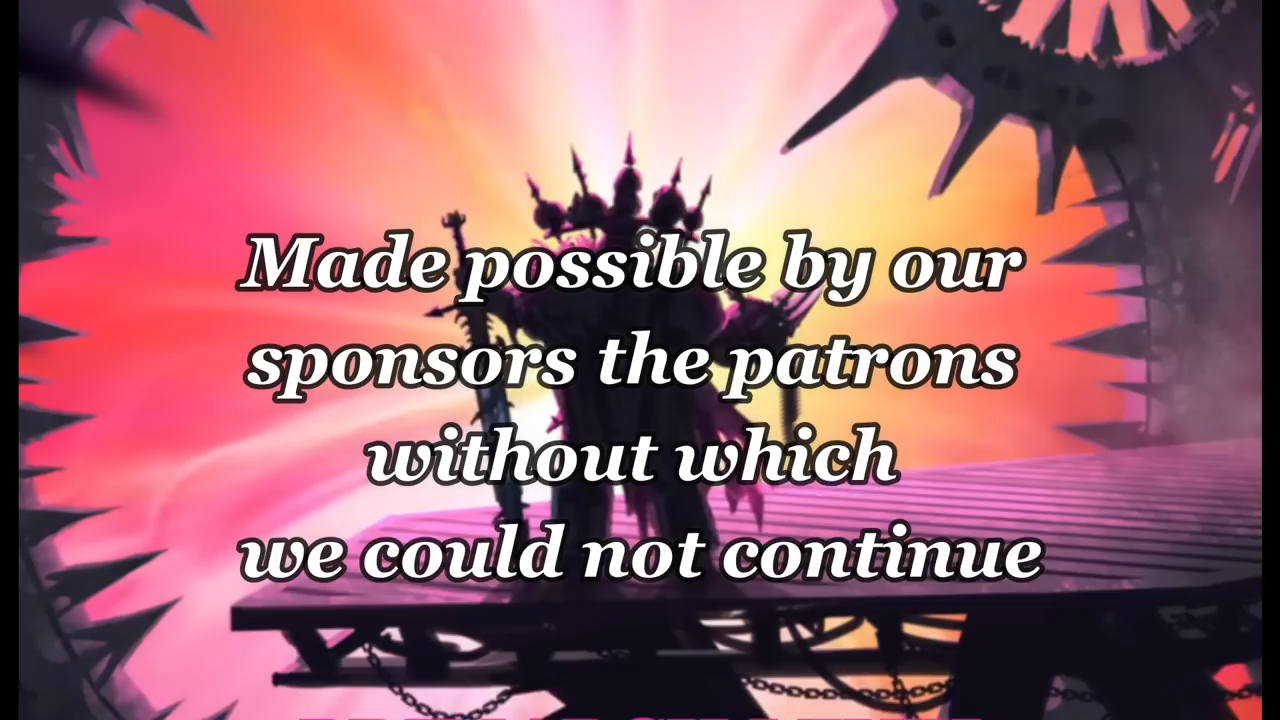 Made possible by our
sponsors the patrons
without which
we could not continue